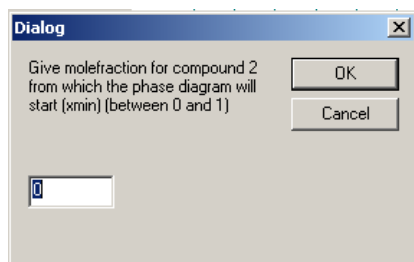 Dialog
Give molefraction for compound 2
from which the phase diagram will
start (xmin) (between 0 and 1)
OK
Cancel
0